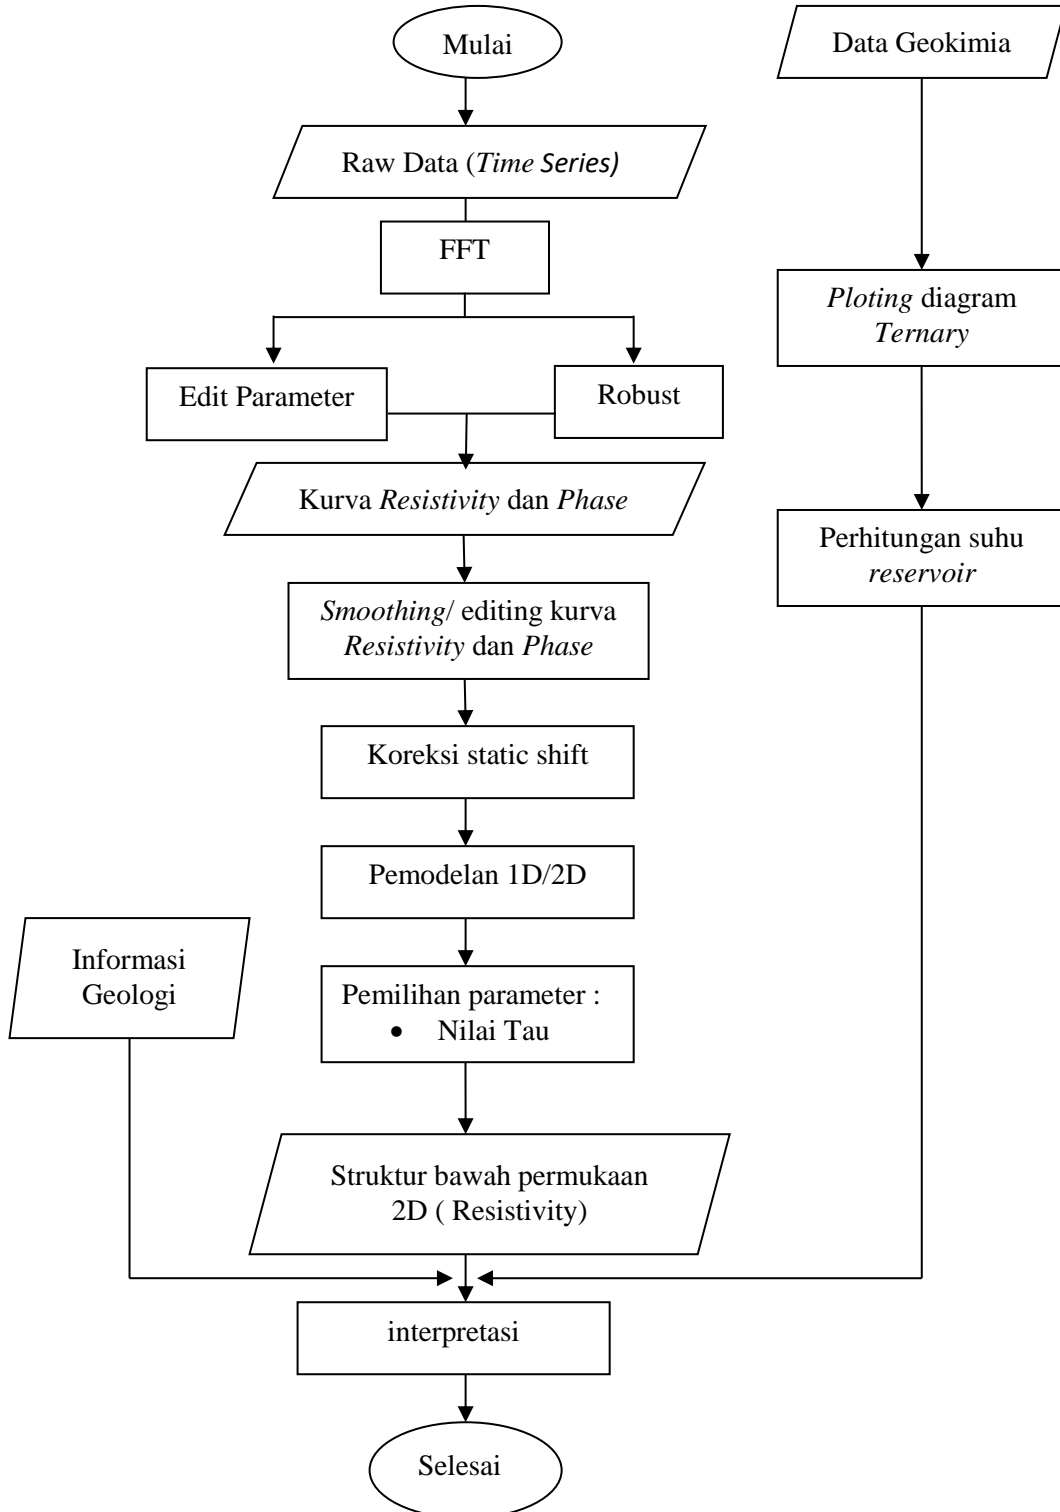 Mulai
Data Geokimia
Raw Data (Time Series)
FFT
Ploting diagram
Ternary
Edit Parameter
Robust
Kurva Resistivity dan Phase
Perhitungan suhu
reservoir
Smoothing/ editing kurva
Resistivity dan Phase
Koreksi static shift
Pemodelan 1D/2D
Informasi
Geologi
Pemilihan parameter :
• Nilai Tau
Struktur bawah permukaan
2D ( Resistivity)
interpretasi
Selesai